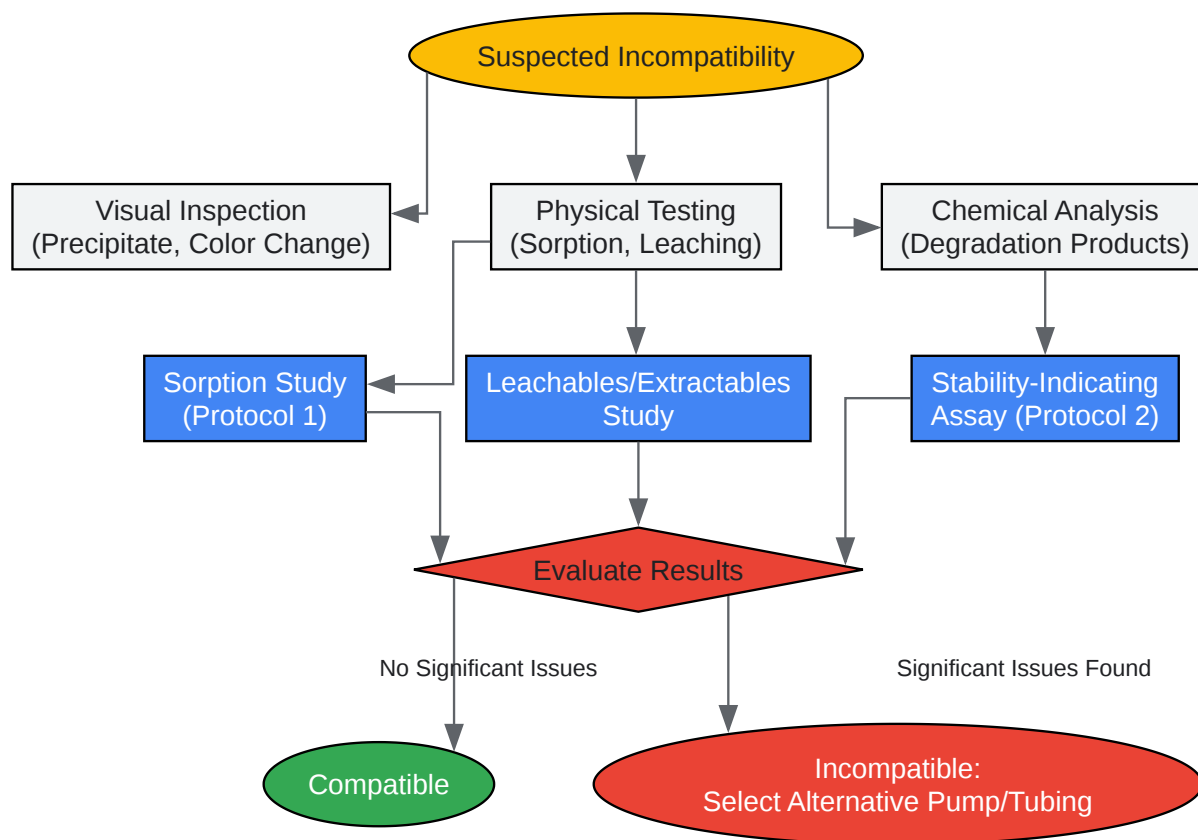 Suspected Incompatibility
Visual Inspection
(Precipitate, Color Change)
Physical Testing
(Sorption, Leaching)
Chemical Analysis
(Degradation Products)
Sorption Study
(Protocol 1)
Leachables/Extractables
Study
Stability-Indicating
Assay (Protocol 2)
Evaluate Results
No Significant Issues
Significant Issues Found
Compatible
Incompatible:
Select Alternative Pump/Tubing